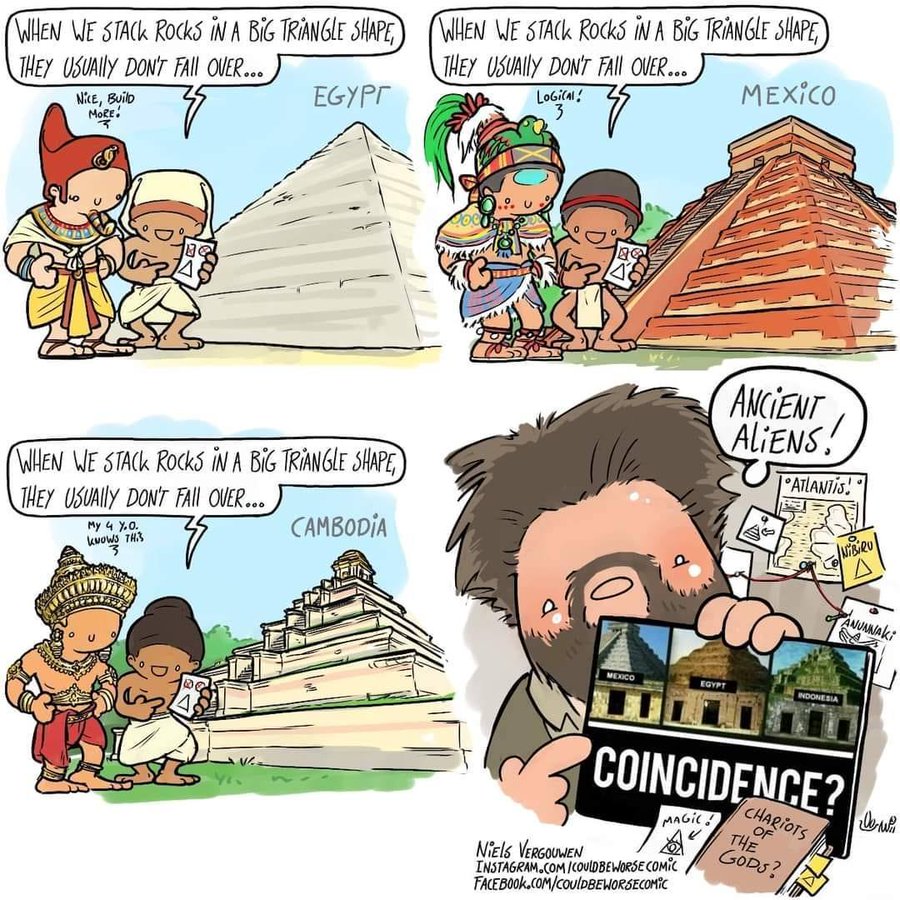 WHEN WE STACK ROCKS IN A BIG TRIANGLE SHAPE,
THEY USUALLY DON'T FALL OVER...
EGYPT
NICE, BUILD
MORE!
WHEN WE STACK ROCKS IN A BIG TRIANGLE SHAPE,
THEY USUALLY DON'T FALL OVER...
MEXICO
LOGICAL!
WHEN WE STACK ROCKS IN A BIG TRIANGLE SHAPE,
THEY USUALLY DON'T FALL OVER...
CAMBODIA
MY 4 Y.O.
KNOWS THIS
ANCIENT
ALIENS!
ATLANTIS!
NIBIRU
ANUNNAKI
MEXICO
EGYPT
INDONESIA
COINCIDENCE?
MAGIC!
CHARIOTS
OF THE
GODS?
NIELS VERGOUWEN
INSTAGRAM.COM/COULDBEWORSECOMIC
FACEBOOK.COM/COULDBEWORSECOMIC